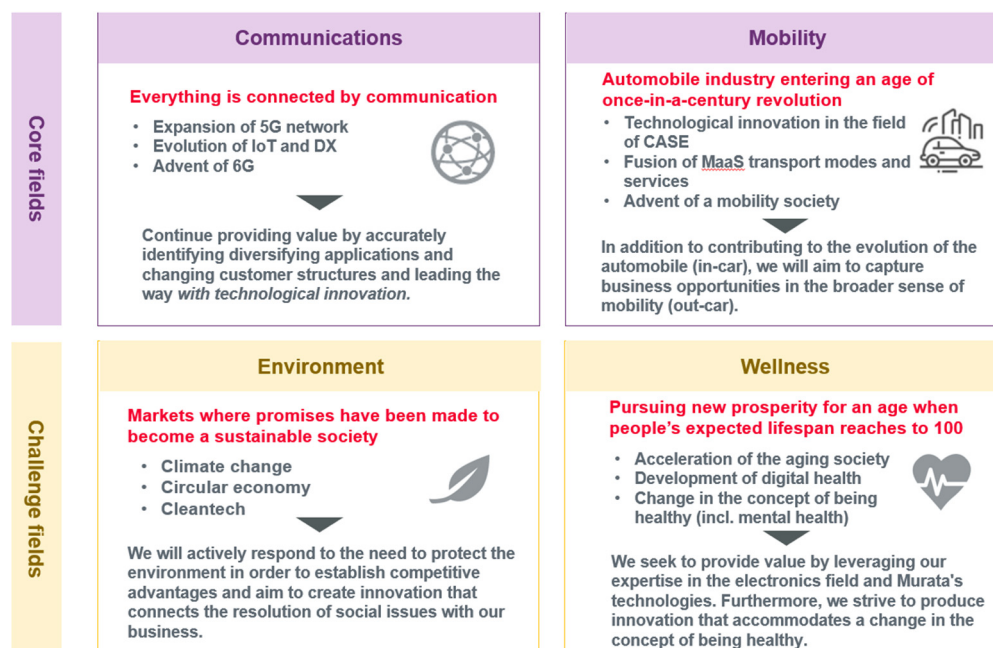 Core fields
Communications
Everything is connected by communication
• Expansion of 5G network
• Evolution of IoT and DX
• Advent of 6G
Continue providing value by accurately
identifying diversifying applications and
changing customer structures and leading the
way with technological innovation.
Mobility
Automobile industry entering an age of
once-in-a-century revolution
• Technological innovation in the field
of CASE
• Fusion of MaaS transport modes and
services
• Advent of a mobility society
In addition to contributing to the evolution of the
automobile (in-car), we will aim to capture
business opportunities in the broader sense of
mobility (out-car).
Challenge fields
Environment
Markets where promises have been made to
become a sustainable society
• Climate change
• Circular economy
• Cleantech
We will actively respond to the need to protect the
environment in order to establish competitive
advantages and aim to create innovation that
connects the resolution of social issues with our
business.
Wellness
Pursuing new prosperity for an age when
people's expected lifespan reaches to 100
• Acceleration of the aging society
• Development of digital health
• Change in the concept of being
healthy (incl. mental health)
We seek to provide value by leveraging our
expertise in the electronics field and Murata's
technologies. Furthermore, we strive to produce
innovation that accommodates a change in the
concept of being healthy.